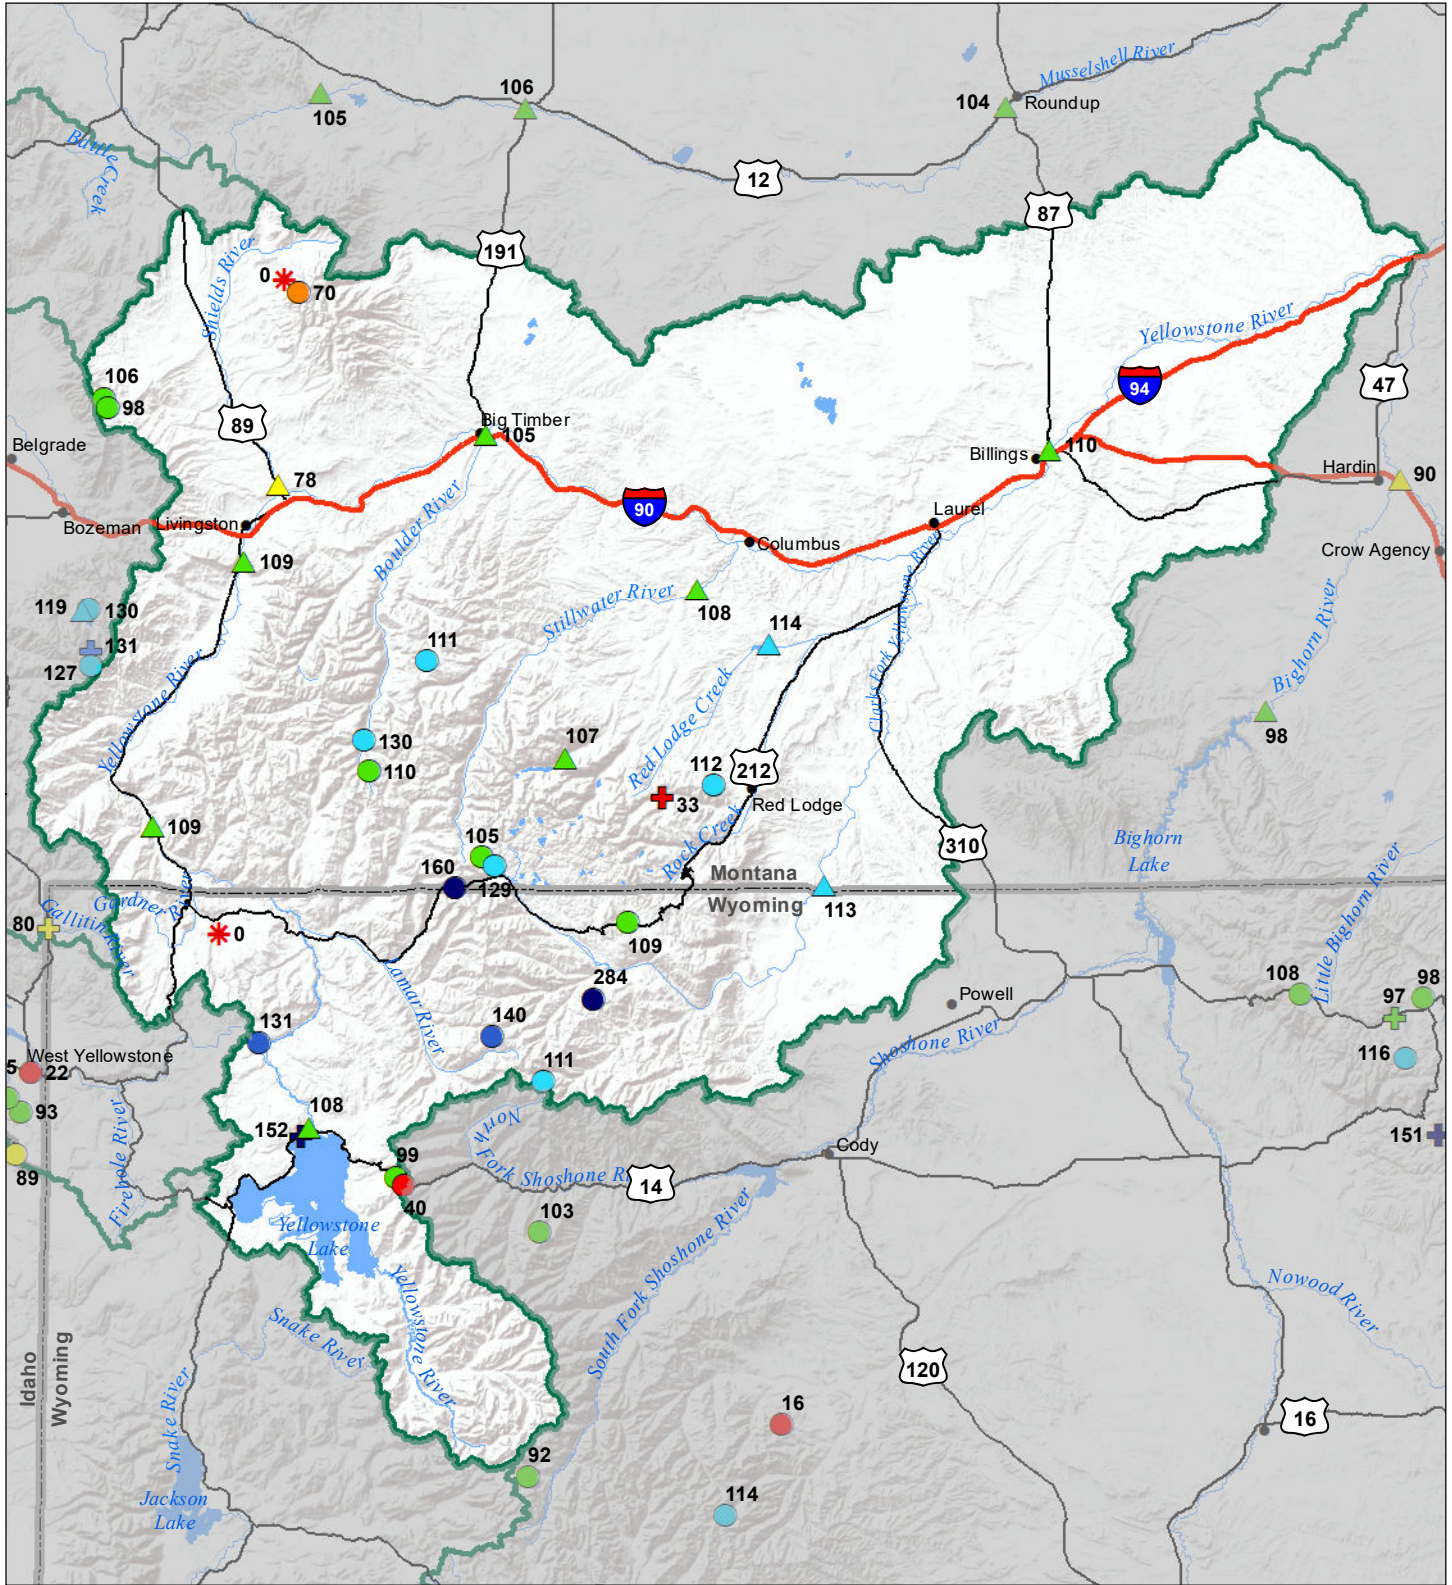 Musselshell River
106
104
Roundup
105
Battle Creek
12
87
191
Shields River
0
70
Yellowstone River
106
98
94
47
89
Big Timber
105
Belgrade
Billings
110
Hardin
90
78
90
Bozeman
Livingston
Laurel
Boulder River
Columbus
Crow Agency
109
Stillwater River
108
Clarks Fork Yellowstone River
119
130
131
127
111
114
Bighorn River
Yellowstone River
Red Lodge Creek
98
130
110
107
112
212
33
Red Lodge
109
Rock Creek
310
Bighorn
Lake
105
160
129
Montana
Wyoming
113
Little Bighorn River
Gardner River
Gallatin River
80
0
109
284
Lamar River
108
97
98
Powell
131
140
Shoshone River
116
West Yellowstone
5
22
111
93
Firehole River
108
152
North Fork Shoshone River
Cody
151
89
99
40
14
103
Yellowstone
Lake
South Fork Shoshone River
Yellowstone River
Nowood River
Snake River
Idaho
Wyoming
120
Snake River
16
16
92
114
Jackson
Lake